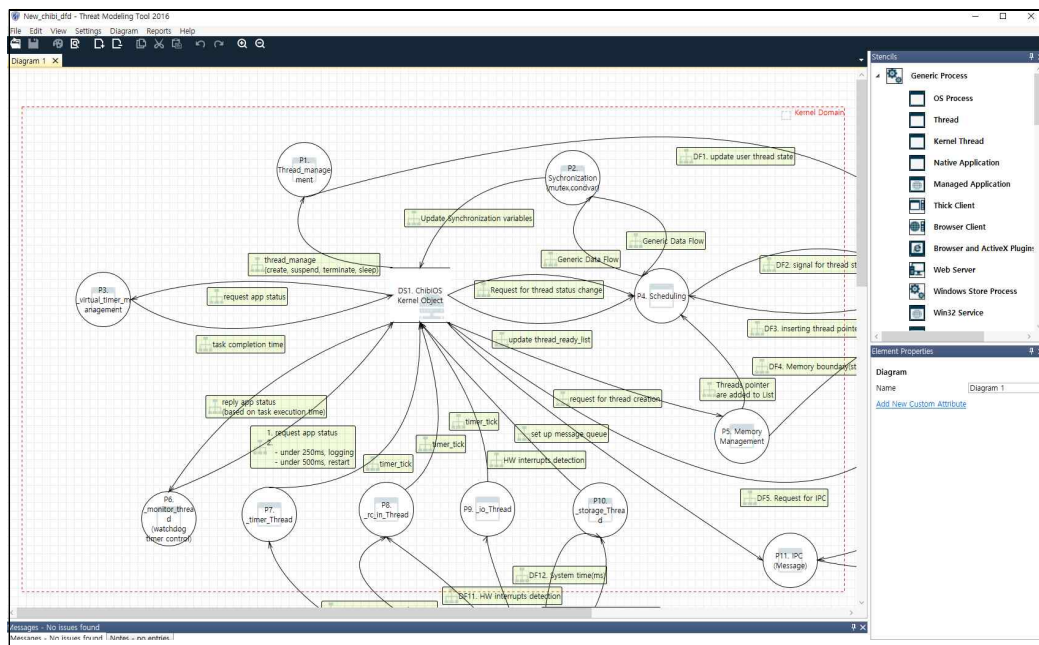 New_chibi_dfd - Threat Modeling Tool 2016
File Edit View Settings Diagram Reports Help
Diagram 1
Kernel Domain
P1.
Thread_manage
ment
P2.
Sychronization
(mutex,condvar)
DF1. update user thread state
Update Synchronization variables
Generic Data Flow
Generic Data Flow
thread_manage
(create, suspend, terminate, sleep)
DF2. signal for thread st
P3.
_virtual_timer_m
anagement
request app status
DS1. ChibiOS
Kernel Object
Request for thread status change
P4. Scheduling
DF3. inserting thread pointe
task completion time
update thread_ready_list
DF4. Memory boundary(st
Threads pointer
are added to List
reply app status
(based on task execution time)
request for thread creation
timer_tick
set up message queue
P5. Memory
Management
1. request app status
2.
- under 250ms, logging
- under 500ms, restart
timer_tick
timer_tick
HW interrupts detection
DF5. Request for IPC
P6.
_monitor_threa
d
(watchdog
timer control)
P7.
_timer_Thread
P8.
_rc_in_Thread
P9. _io_Thread
P10.
_storage_Threa
d
P11. IPC
(Message)
DF12. System time(ms)
DF11. HW interrupts detection
Stencils
Generic Process
OS Process
Thread
Kernel Thread
Native Application
Managed Application
Thick Client
Browser Client
Browser and ActiveX Plugins
Web Server
Windows Store Process
Win32 Service
Element Properties
Diagram
Name Diagram 1
Add New Custom Attribute
Messages - No issues found
Messages - No issues found Notes - no entries